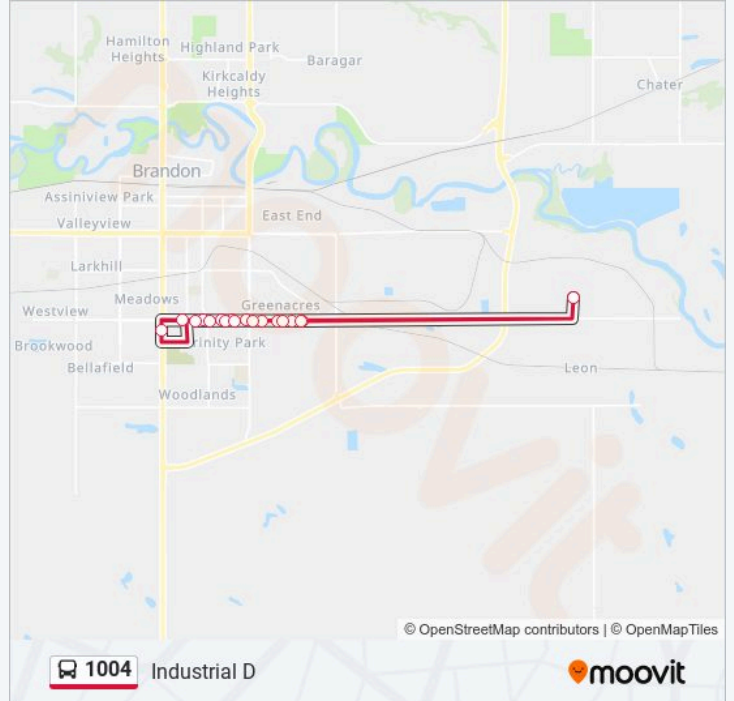 Hamilton
Heights
Highland Park
Baragar
Kirkcaldy
Heights
Chater
Brandon
Assiniview Park
Valleyview
East End
Larkhill
Meadows
Greenacres
Westview
Brookwood
Trinity Park
Bellafield
Leon
Woodlands
moovit
© OpenStreetMap contributors | © OpenMapTiles
1004 Industrial D
moovit